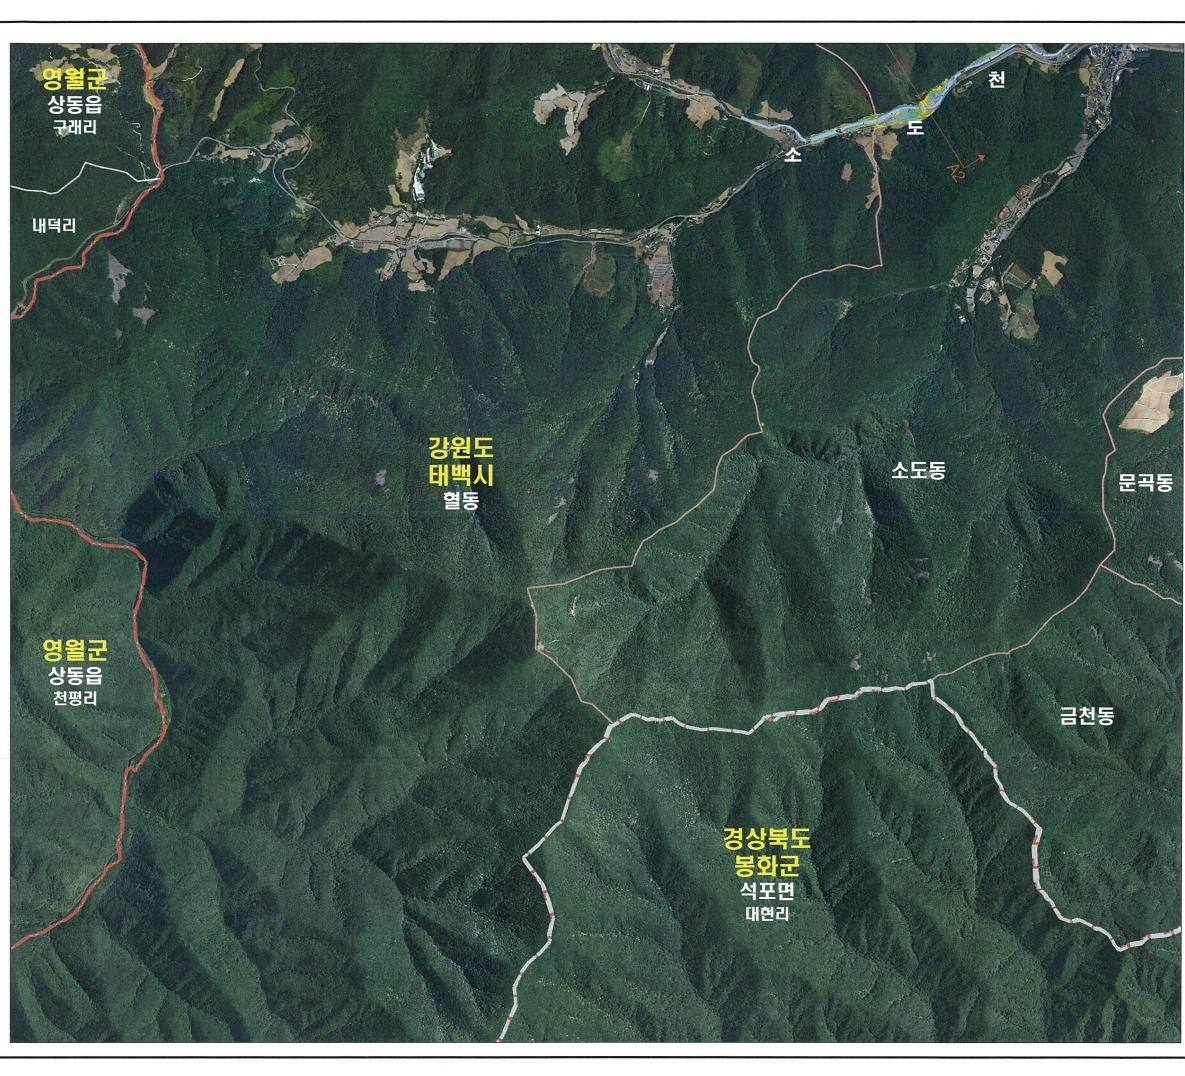 영월군
상동읍
구래리
천
도
소
A2
내덕리
강원도
태백시
혈동
소도동
문곡동
영월군
상동읍
천평리
금천동
경상북도
봉화군
석포면
대현리